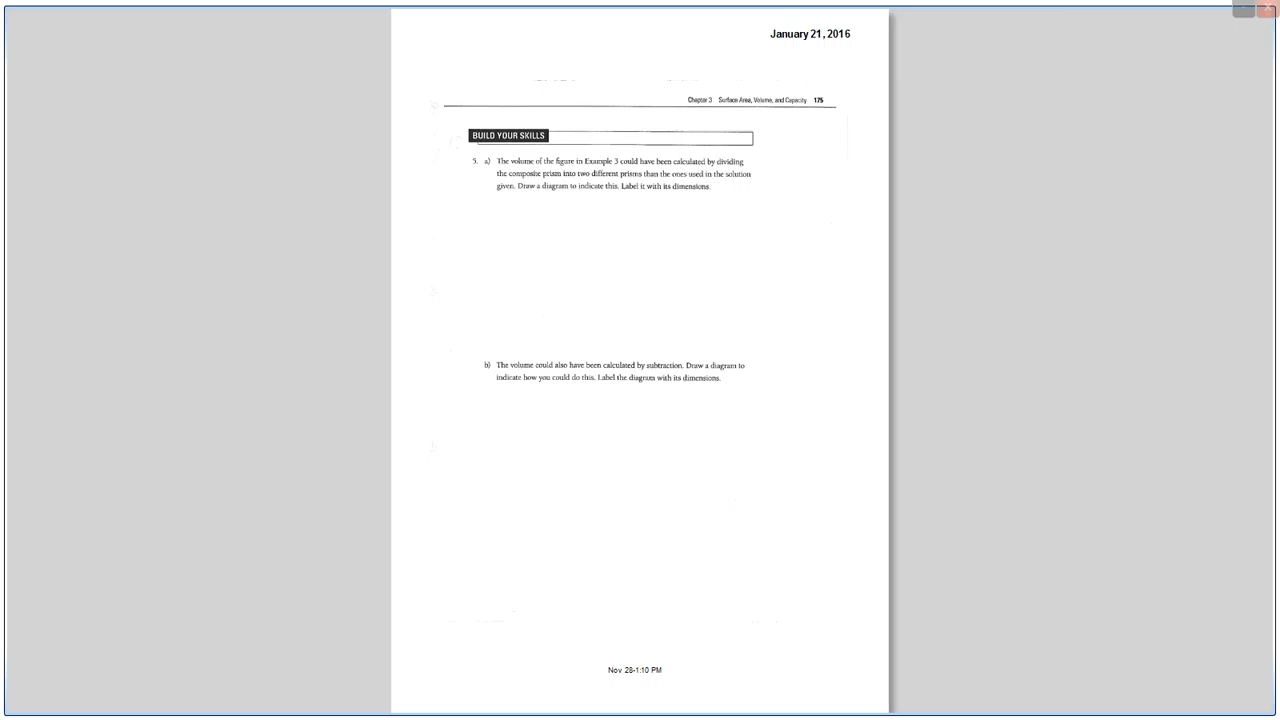 January 21, 2016
Chapter 3 Surface Area, Volume, and Capacity 175
BUILD YOUR SKILLS
5. a) The volume of the figure in Example 3 could have been calculated by dividing
the composite prism into two different prisms than the ones used in the solution
given. Draw a diagram to indicate this. Label it with its dimensions.
b) The volume could also have been calculated by subtraction. Draw a diagram to
indicate how you could do this. Label the diagram with its dimensions.
Nov 28-1:10 PM